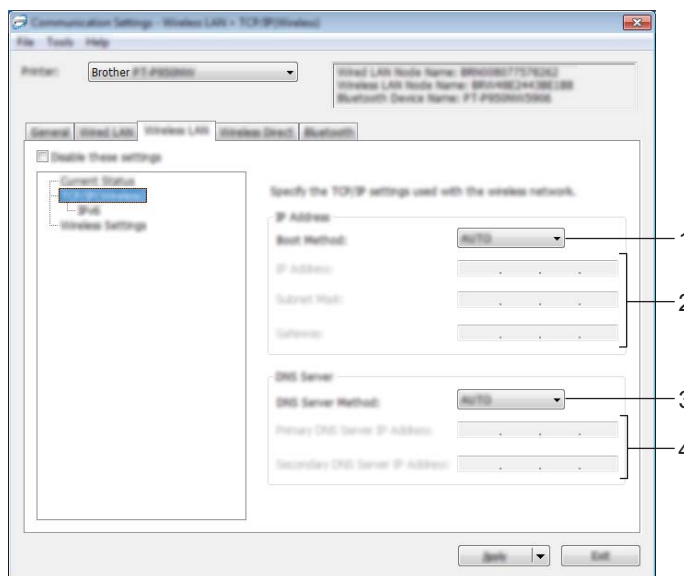 Communication Settings - Wireless LAN > TCP/IP(Wireless)
File Tools Help
Printer:
Brother PT-P950NW
Wired LAN Node Name:
Wireless LAN Node Name:
Bluetooth Device Name:
General Wired LAN Wireless LAN Wireless Direct Bluetooth
Disable these settings
Current Status
TCP/IP(Wireless)
IPv6
Wireless Settings
Specify the TCP/IP settings used with the wireless network.
IP Address
Boot Method: AUTO
1
IP Address:
Subnet Mask:
2
Gateway:
DNS Server
DNS Server Method: AUTO
3
Primary DNS Server IP Address:
4
Secondary DNS Server IP Address:
Apply Exit